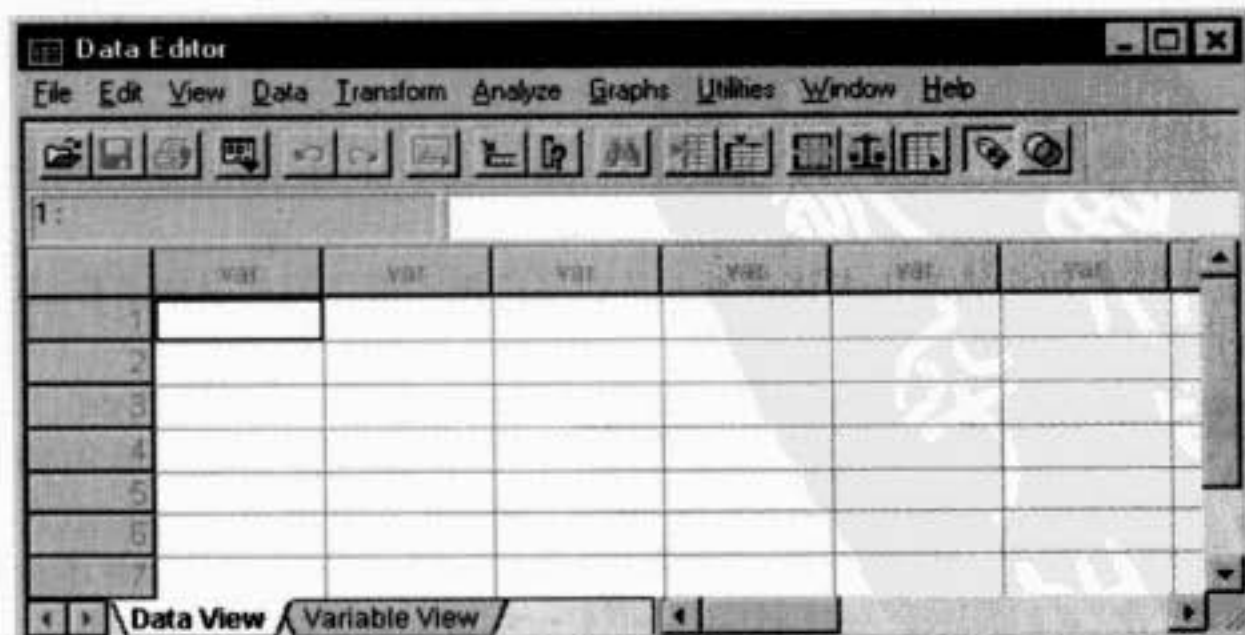 Data Editor
File Edit View Data Transform Analyze Graphs Utilities Window Help
1 :
var var var var var var
1
2
3
4
5
6
7
Data View Variable View